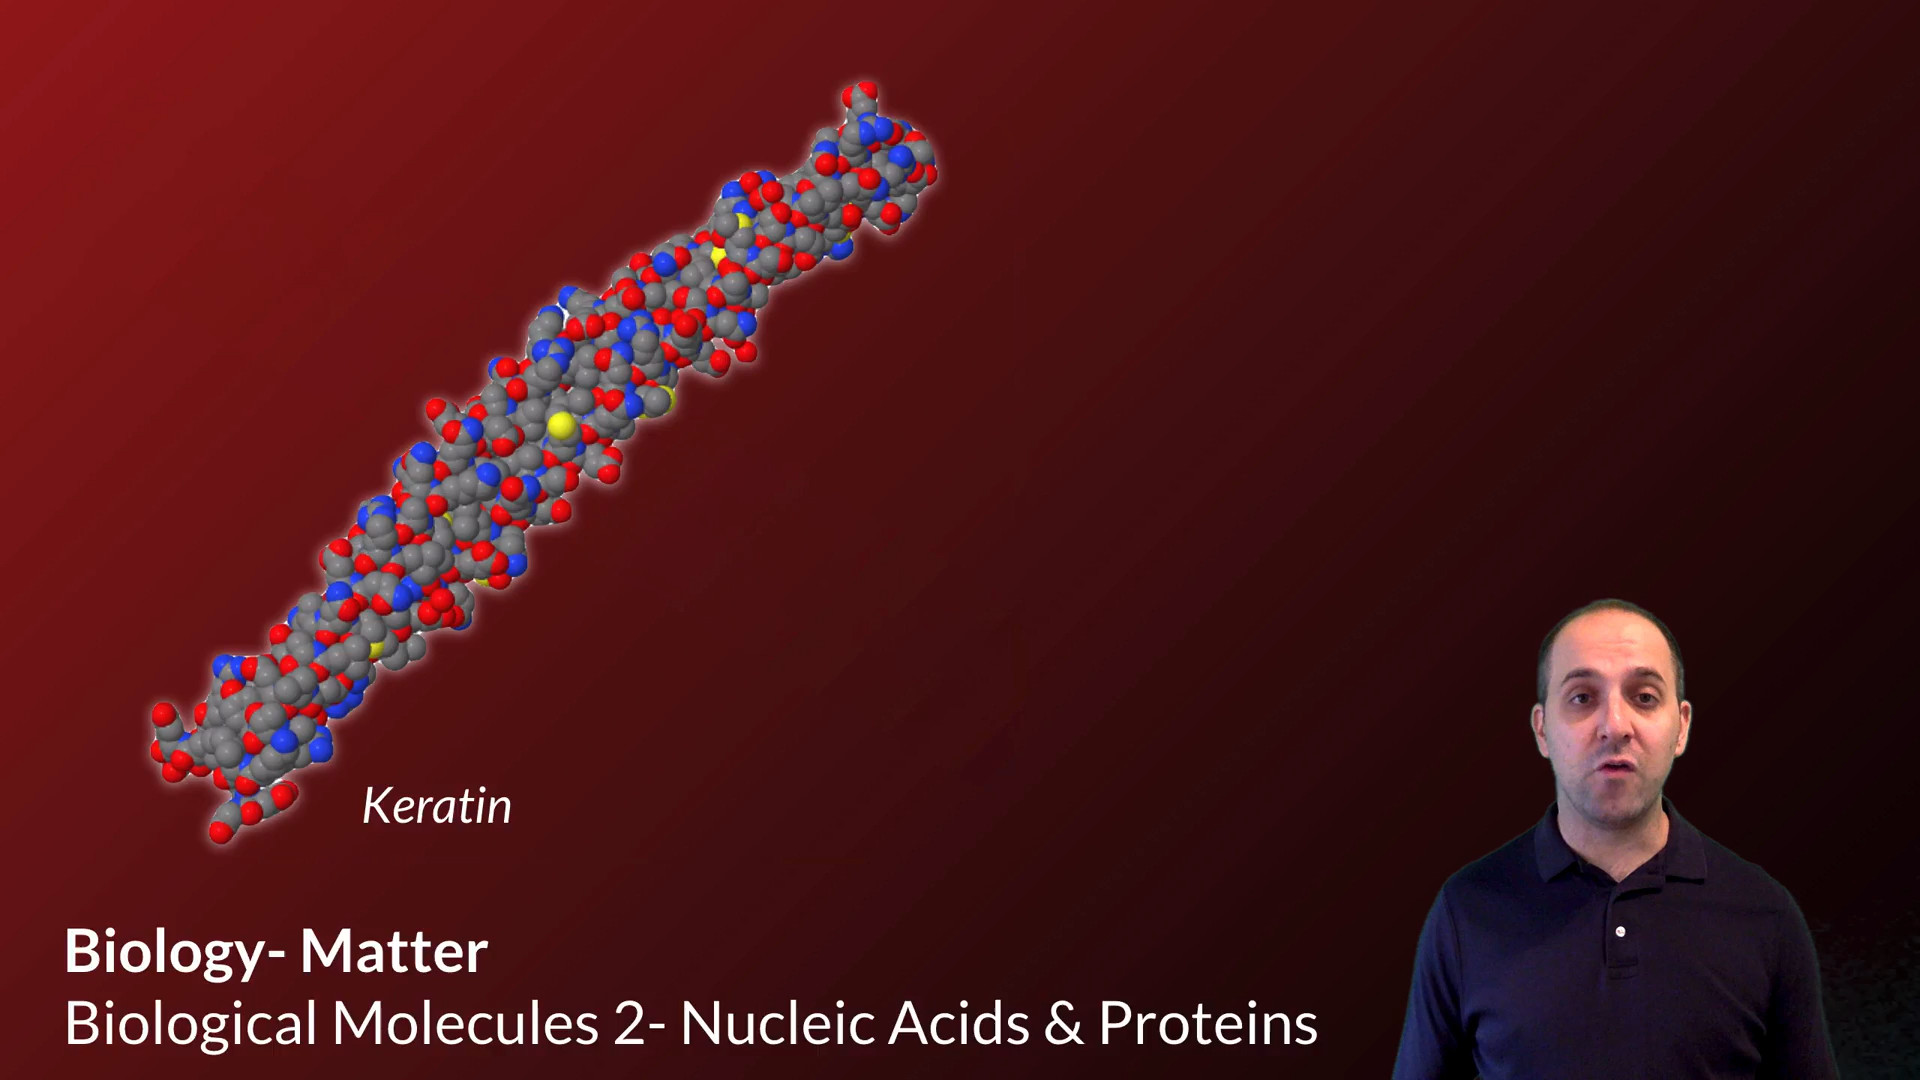 Keratin
Biology- Matter
Biological Molecules 2- Nucleic Acids & Proteins